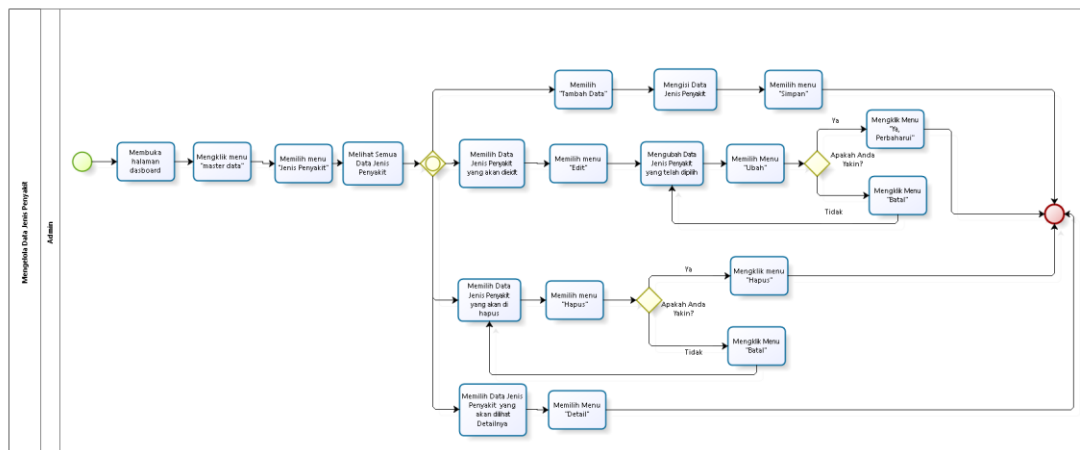 Mengelola Data Jenis Penyakit
Admin
Membuka
halaman
dasboard
Mengklik menu
"master data"
Memilih menu
"Jenis Penyakit"
Melihat Semua
Data Jenis
Penyakit
Memilih
"Tambah Data"
Mengisi Data
Jenis Penyakit
Memilih menu
"Simpan"
Memilih Data
Jenis Penyakit
yang akan dieidt
Memilih menu
"Edit"
Mengubah Data
Jenis Penyakit
yang telah dipilih
Memilih Menu
"Ubah"
Apakah Anda
Yakin?
Ya
Mengklik Menu
"Ya,
Perbaharui"
Mengklik Menu
"Batal"
Tidak
Memilih Data
Jenis Penyakit
yang akan di
hapus
Memilih menu
"Hapus"
Apakah Anda
Yakin?
Ya
Mengklik menu
"Hapus"
Tidak
Mengklik Menu
"Batal"
Memilih Data Jenis
Penyakit yang
akan dilihat
Detailnya
Memilih Menu
"Detail"